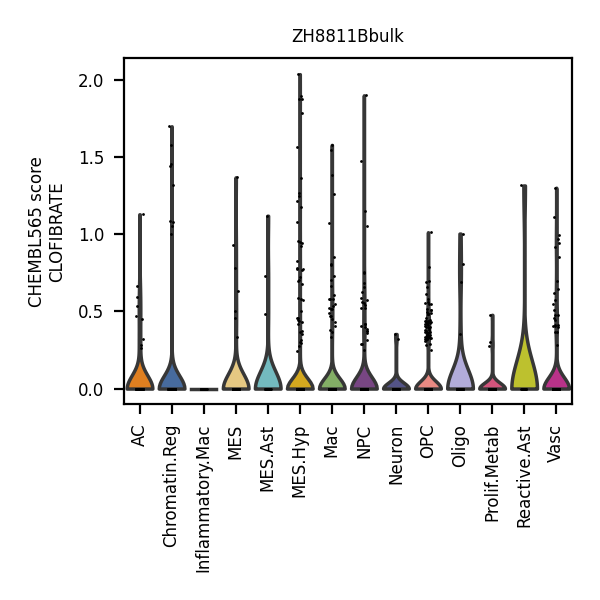 ZH8811Bbulk
CHEMBL565 score
CLOFIBRATE
2.0
1.5
1.0
0.5
0.0
AC
Chromatin.Reg
Inflammatory.Mac
MES
MES.Ast
MES.Hyp
Mac
NPC
Neuron
OPC
Oligo
Prolif.Metab
Reactive.Ast
Vasc